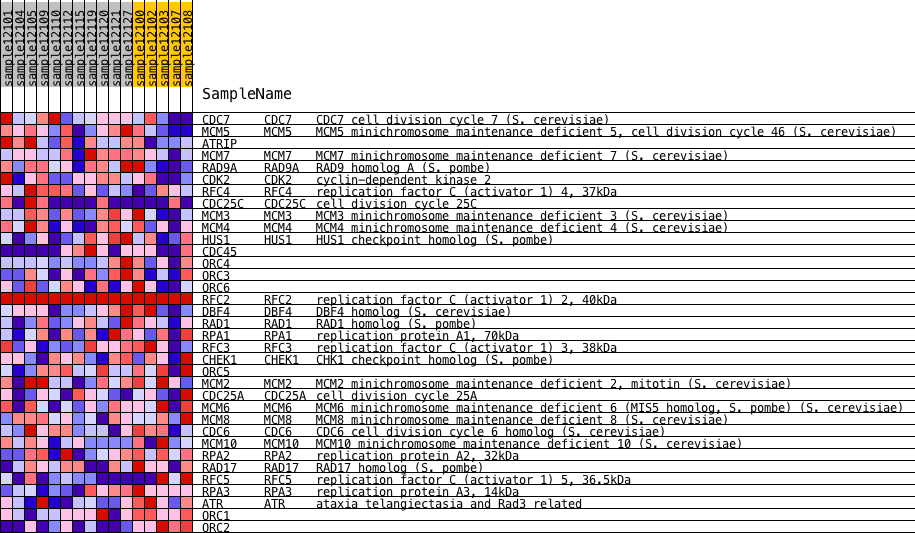 sample12101 sample12104 sample12105 sample12109 sample12110 sample12112 sample12115 sample12119 sample12120 sample12121 sample12127 sample12100 sample12102 sample12103 sample12107 sample12108
SampleName
CDC7 CDC7 CDC7 cell division cycle 7 (S. cerevisiae)
MCM5 MCM5 MCM5 minichromosome maintenance deficient 5, cell division cycle 46 (S. cerevisiae)
ATRIP
MCM7 MCM7 MCM7 minichromosome maintenance deficient 7 (S. cerevisiae)
RAD9A RAD9A RAD9 homolog A (S. pombe)
CDK2 CDK2 cyclin-dependent kinase 2
RFC4 RFC4 replication factor C (activator 1) 4, 37kDa
CDC25C CDC25C cell division cycle 25C
MCM3 MCM3 MCM3 minichromosome maintenance deficient 3 (S. cerevisiae)
MCM4 MCM4 MCM4 minichromosome maintenance deficient 4 (S. cerevisiae)
HUS1 HUS1 HUS1 checkpoint homolog (S. pombe)
CDC45
ORC4
ORC3
ORC6
RFC2 RFC2 replication factor C (activator 1) 2, 40kDa
DBF4 DBF4 DBF4 homolog (S. cerevisiae)
RAD1 RAD1 RAD1 homolog (S. pombe)
RPA1 RPA1 replication protein A1, 70kDa
RFC3 RFC3 replication factor C (activator 1) 3, 38kDa
CHEK1 CHEK1 CHK1 checkpoint homolog (S. pombe)
ORC5
MCM2 MCM2 MCM2 minichromosome maintenance deficient 2, mitotin (S. cerevisiae)
CDC25A CDC25A cell division cycle 25A
MCM6 MCM6 MCM6 minichromosome maintenance deficient 6 (MIS5 homolog, S. pombe) (S. cerevisiae)
MCM8 MCM8 MCM8 minichromosome maintenance deficient 8 (S. cerevisiae)
CDC6 CDC6 CDC6 cell division cycle 6 homolog (S. cerevisiae)
MCM10 MCM10 MCM10 minichromosome maintenance deficient 10 (S. cerevisiae)
RPA2 RPA2 replication protein A2, 32kDa
RAD17 RAD17 RAD17 homolog (S. pombe)
RFC5 RFC5 replication factor C (activator 1) 5, 36.5kDa
RPA3 RPA3 replication protein A3, 14kDa
ATR ATR ataxia telangiectasia and Rad3 related
ORC1
ORC2